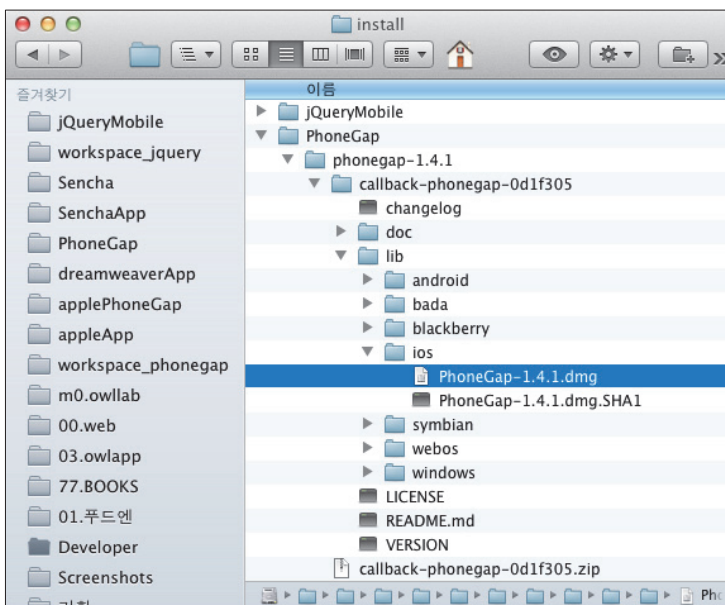 install
즐겨찾기
jQueryMobile
workspace_jquery
Sencha
SenchaApp
PhoneGap
dreamweaverApp
applePhoneGap
appleApp
workspace_phonegap
m0.owllab
00.web
03.owlapp
77.BOOKS
01.푸드엔
Developer
Screenshots
이름
jQueryMobile
PhoneGap
phonegap-1.4.1
callback-phonegap-0d1f305
changelog
doc
lib
android
bada
blackberry
ios
PhoneGap-1.4.1.dmg
PhoneGap-1.4.1.dmg.SHA1
symbian
webos
windows
LICENSE
README.md
VERSION
callback-phonegap-0d1f305.zip